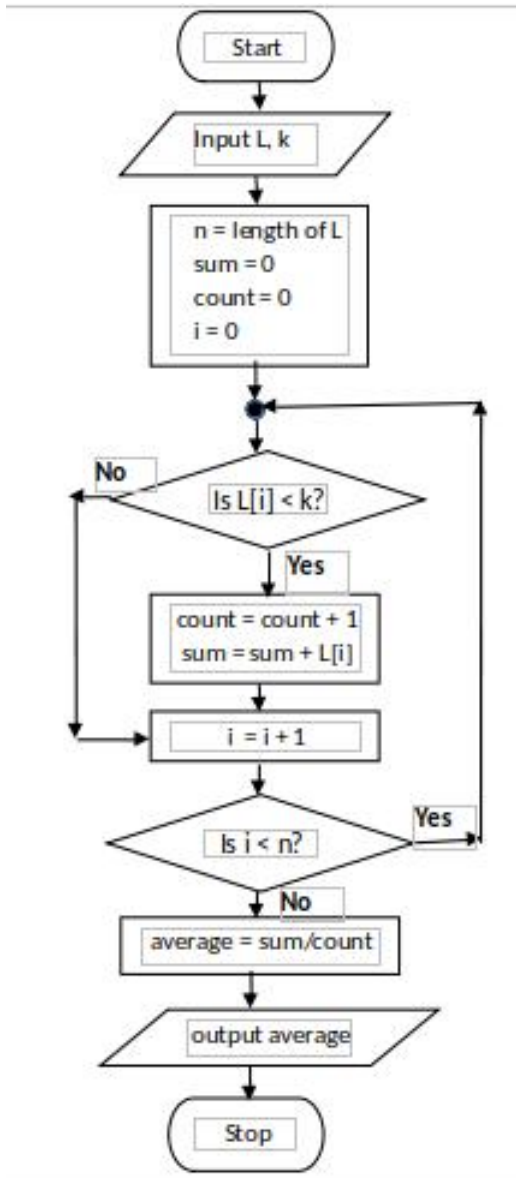 Start
Input L, k
n = length of L
sum = 0
count = 0
i = 0
No
Is L[i] < k?
Yes
count = count + 1
sum = sum + L[i]
i = i + 1
Is i < n?
Yes
No
average = sum/count
output average
Stop